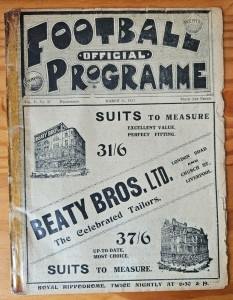 FOOTBALL
OFFICIAL
PROGRAMME
MARCH
SUITS TO MEASURE
EXCELLENT VALUE.
PERFECT FITTING.
31/6
BEATY BROS. LTD.
The Celebrated Tailors.
LONDON ROAD
AND
CHURCH ST.
LIVERPOOL.
37/6
UP-TO-DATE.
MOST CHOICE.
SUITS TO MEASURE.
ROYAL HIPPODROME, TWICE NIGHTLY AT